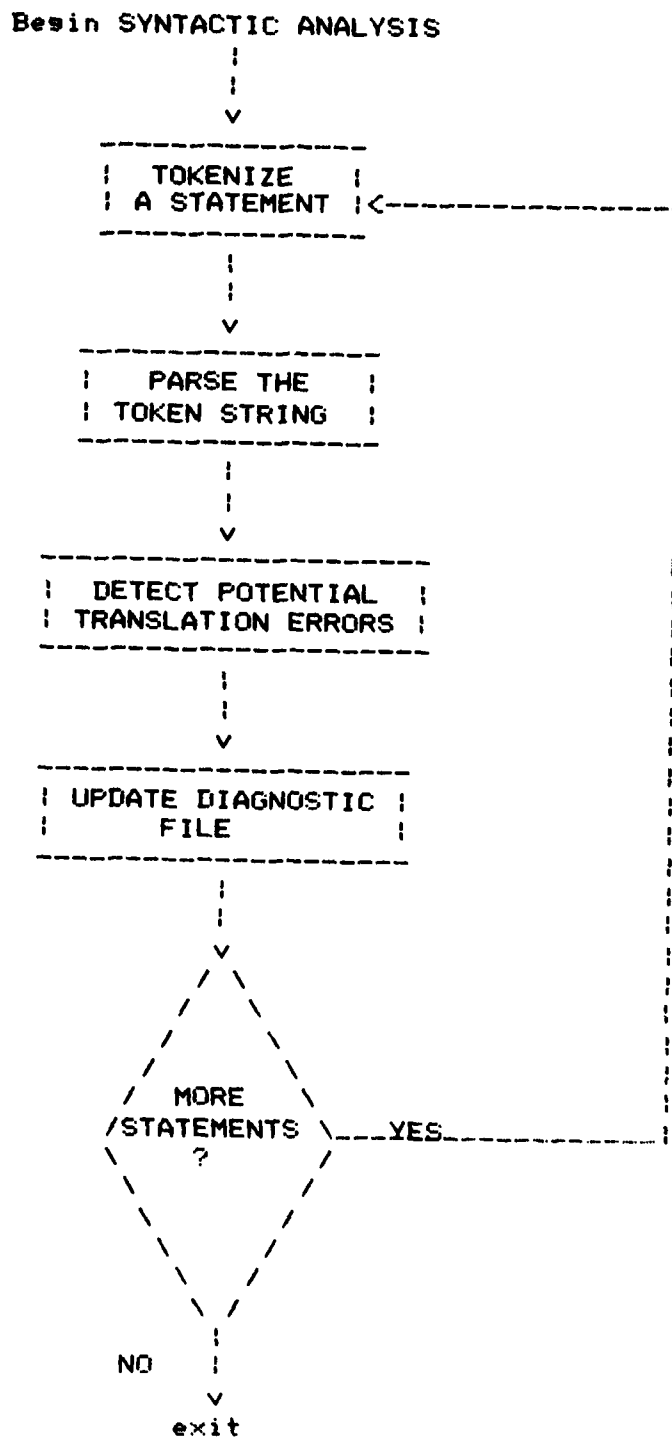 Begin SYNTACTIC ANALYSIS
TOKENIZE
A STATEMENT
PARSE THE
TOKEN STRING
DETECT POTENTIAL
TRANSLATION ERRORS
UPDATE DIAGNOSTIC
FILE
MORE
STATEMENTS
?
YES
NO
exit